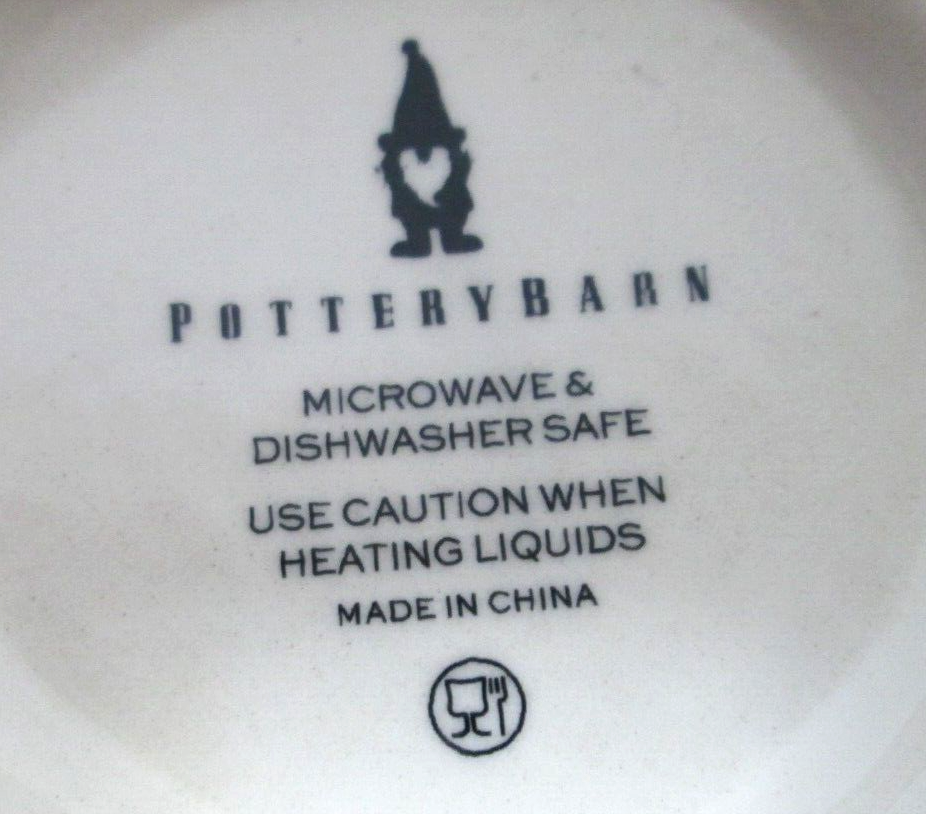 POTTERYBARN
MICROWAVE &
DISHWASHER SAFE
USE CAUTION WHEN
HEATING LIQUIDS
MADE IN CHINA